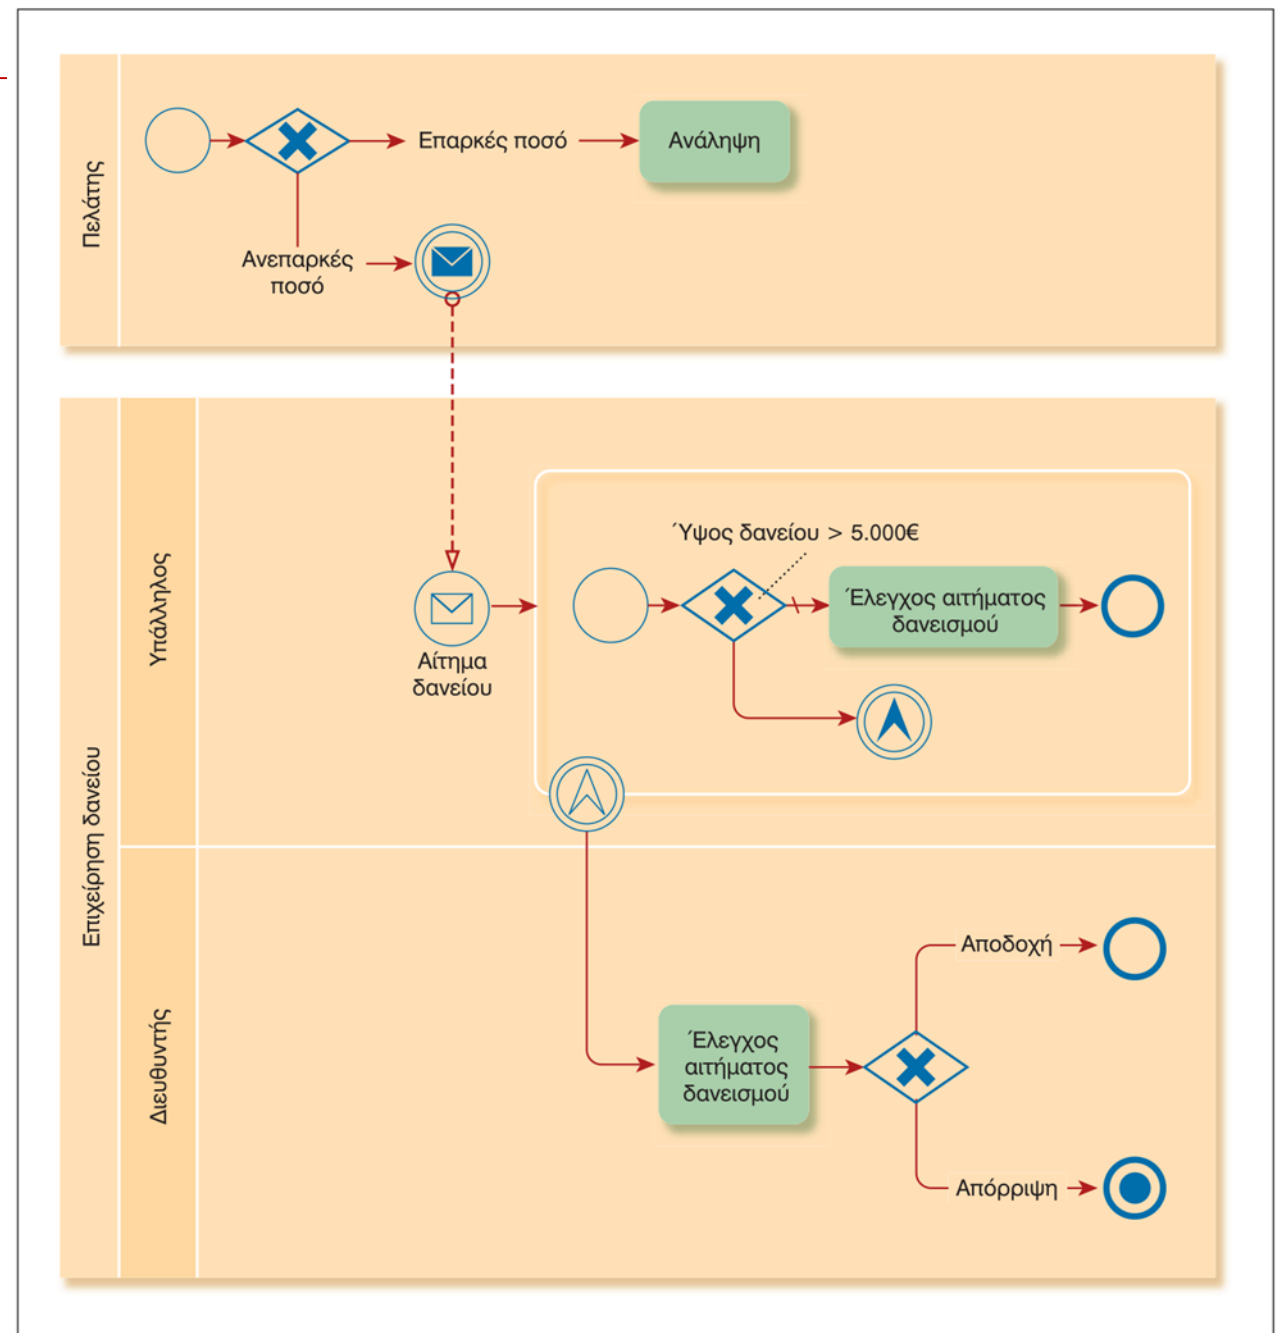 Πελάτης
Επαρκές ποσό
Ανάληψη
Ανεπαρκές
ποσό
Επιχείρηση δανείου
Υπάλληλος
Ύψος δανείου > 5.000€
Έλεγχος αιτήματος
δανεισμού
Αίτημα
δανείου
Διευθυντής
Αποδοχή
Έλεγχος
αιτήματος
δανεισμού
Απόρριψη